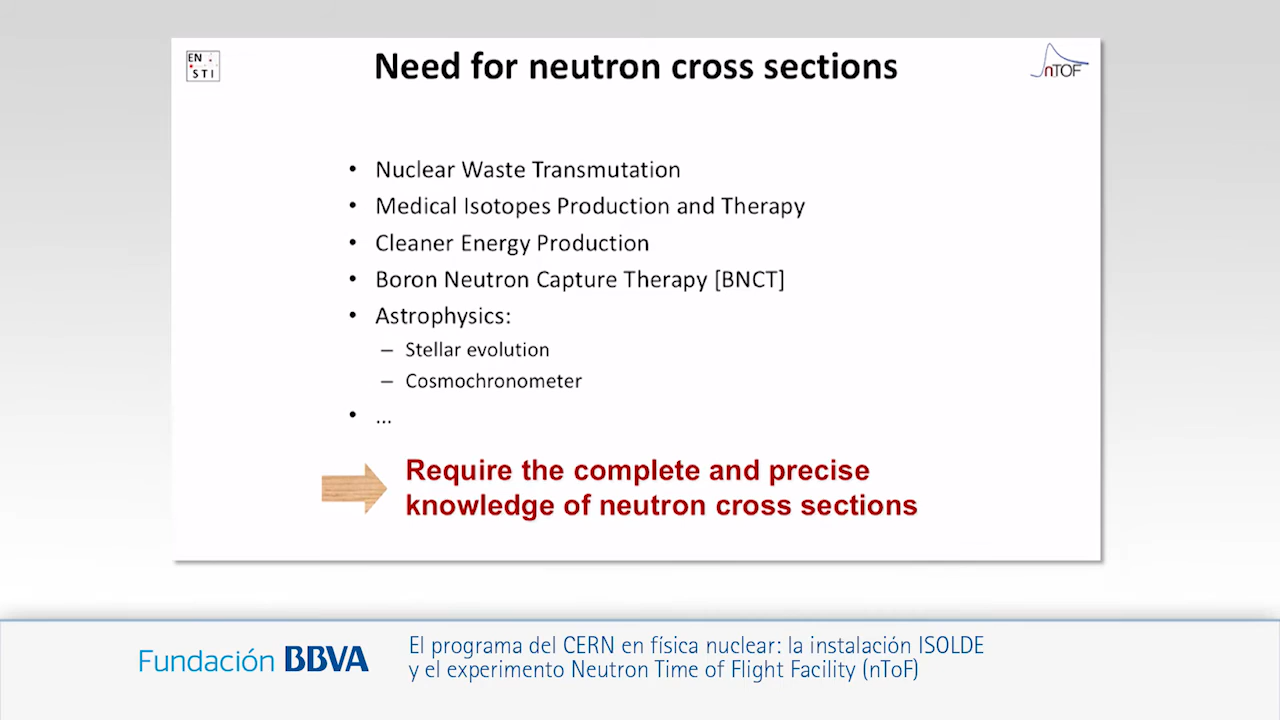 EN
STI
Need for neutron cross sections
nTOF
• Nuclear Waste Transmutation
• Medical Isotopes Production and Therapy
• Cleaner Energy Production
• Boron Neutron Capture Therapy [BNCT]
• Astrophysics:
– Stellar evolution
– Cosmochronometer
• ...
Require the complete and precise
knowledge of neutron cross sections
Fundación BBVA
El programa del CERN en física nuclear: la instalación ISOLDE
y el experimento Neutron Time of Flight Facility (nToF)